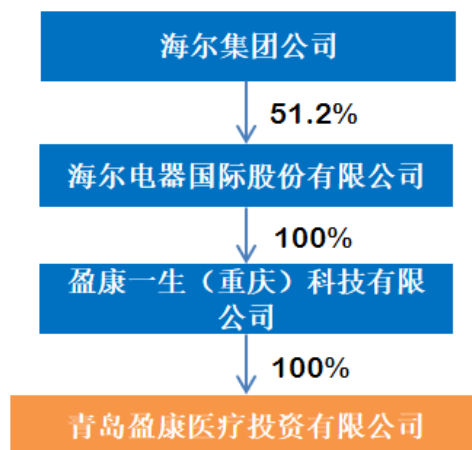 海尔集团公司
51.2%
海尔电器国际股份有限公司
100%
盈康一生（重庆）科技有限
公司
100%
青岛盈康医疗投资有限公司